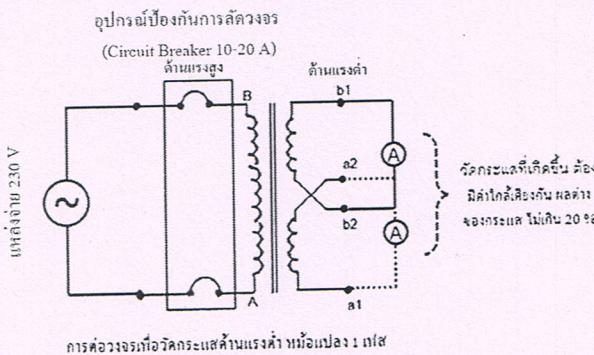 อุปกรณ์ป้องกันการลัดวงจร
(Circuit Breaker 10-20 A)
ด้านแรงสูง
ด้านแรงต่ำ
B
b1
A
a2
วัดกระแสที่เกิดขึ้น ต้อง
มีค่าใกล้เคียงกัน ผลต่าง
ของกระแส ไม่เกิน 20
b2
A
แหล่งจ่าย 230 V
A
a1
การต่อวงจรเพื่อวัดกระแสด้านแรงต่ำ หม้อแปลง 1 เฟส